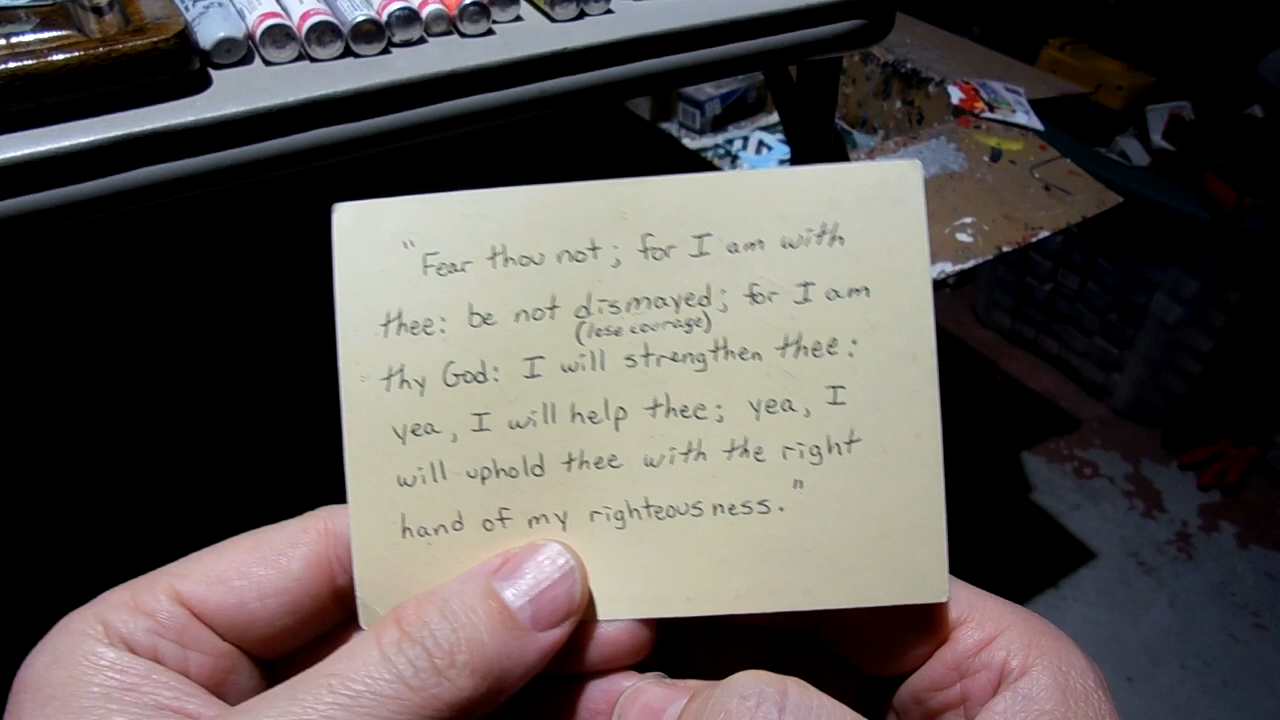 "Fear thou not; for I am with
thee: be not dismayed; for I am
(lose courage)
thy God: I will strengthen thee:
yea, I will help thee; yea, I
will uphold thee with the right
hand of my righteousness."